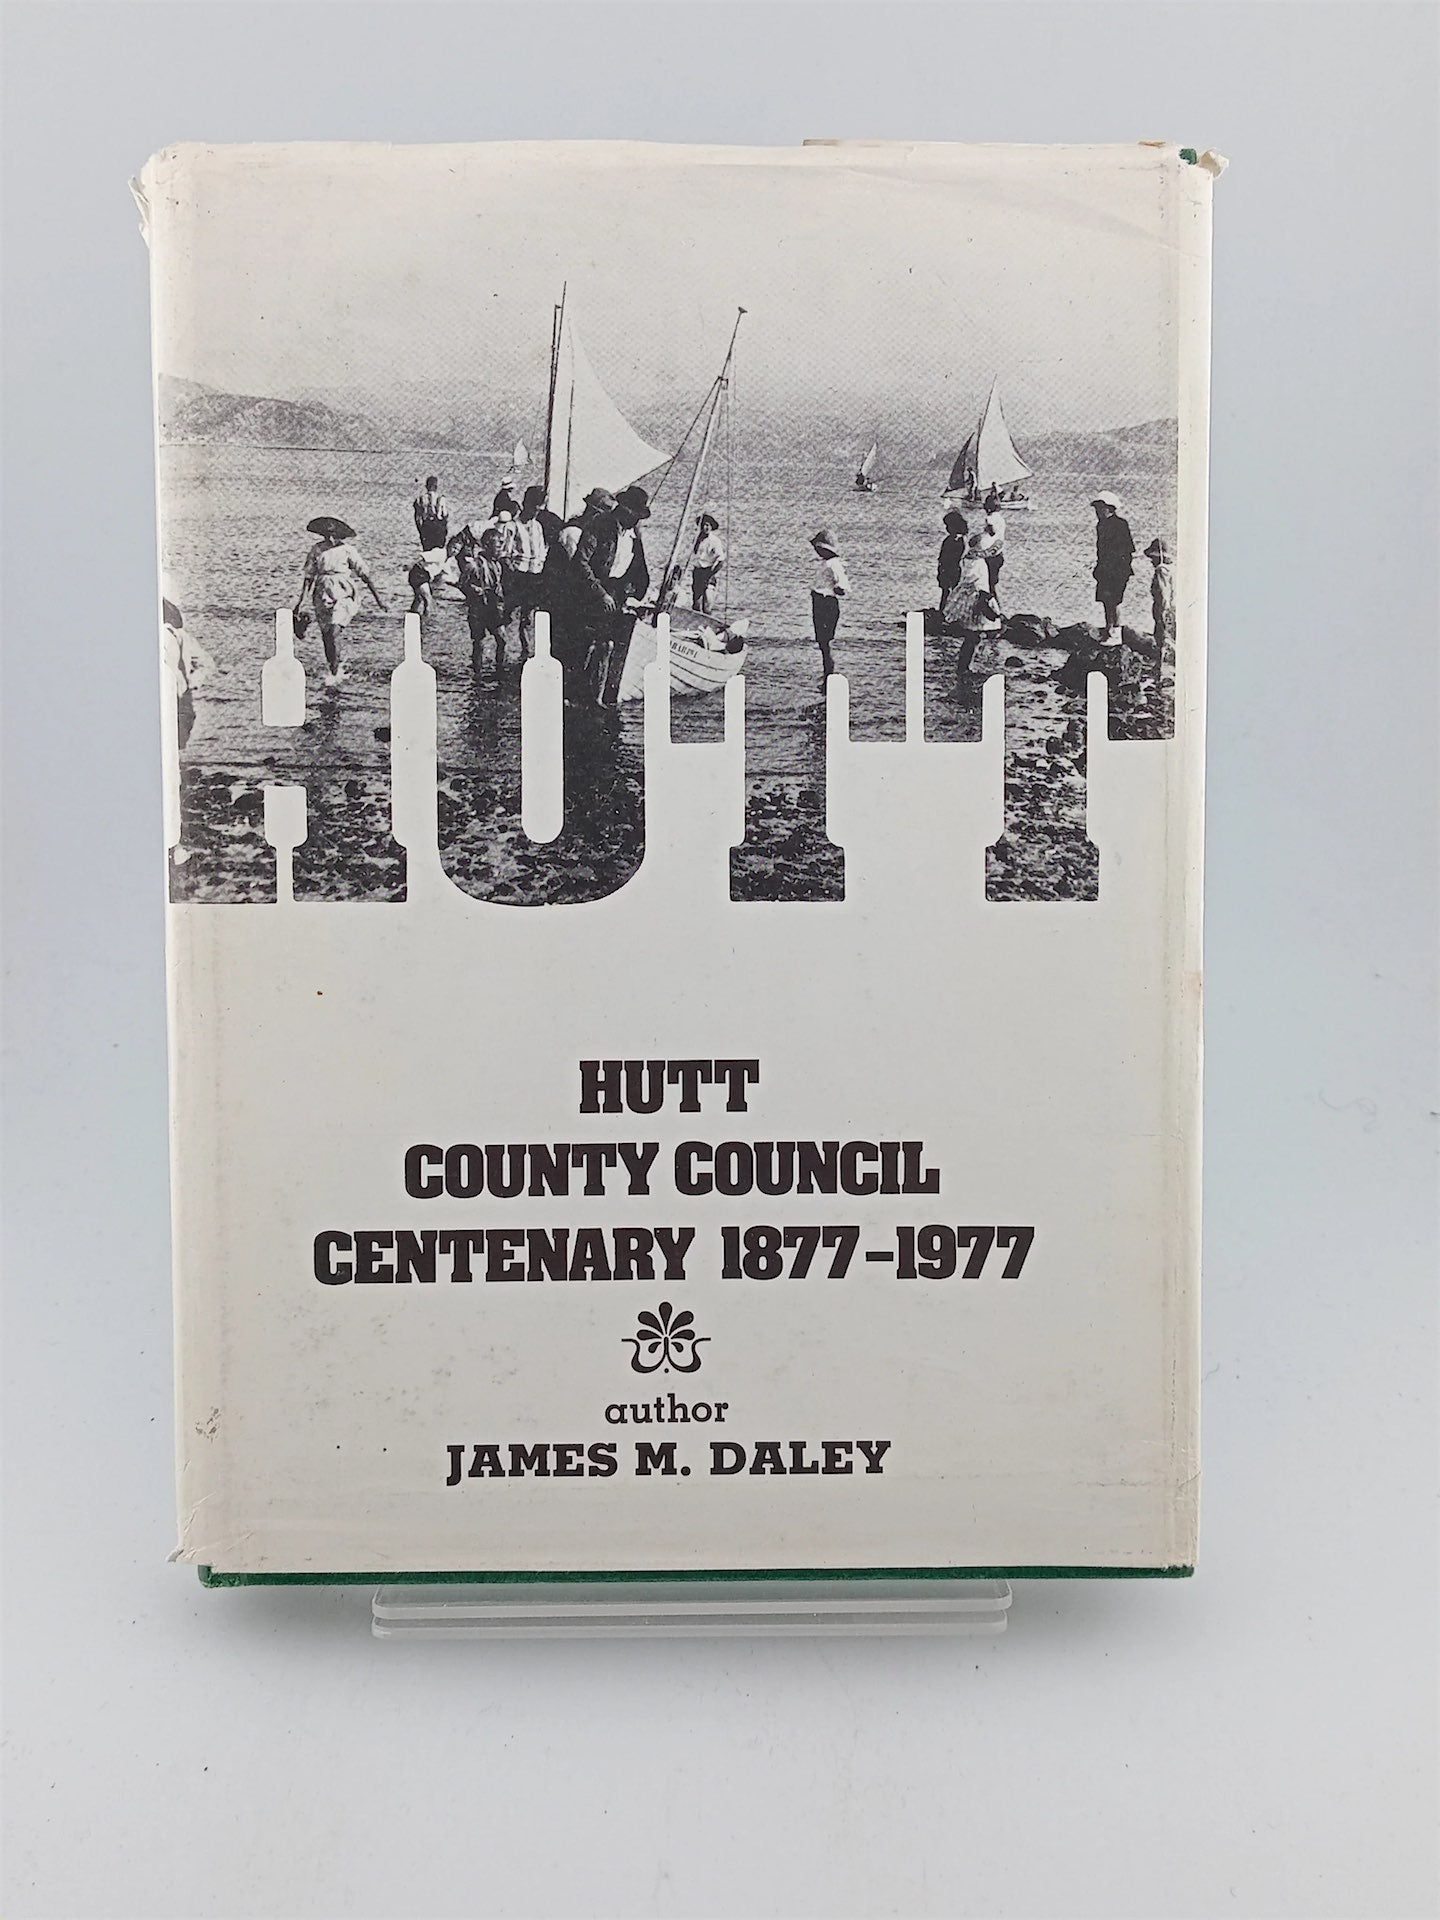 HUTT
HUTT
COUNTY COUNCIL
CENTENARY 1877-1977
author
JAMES M. DALEY